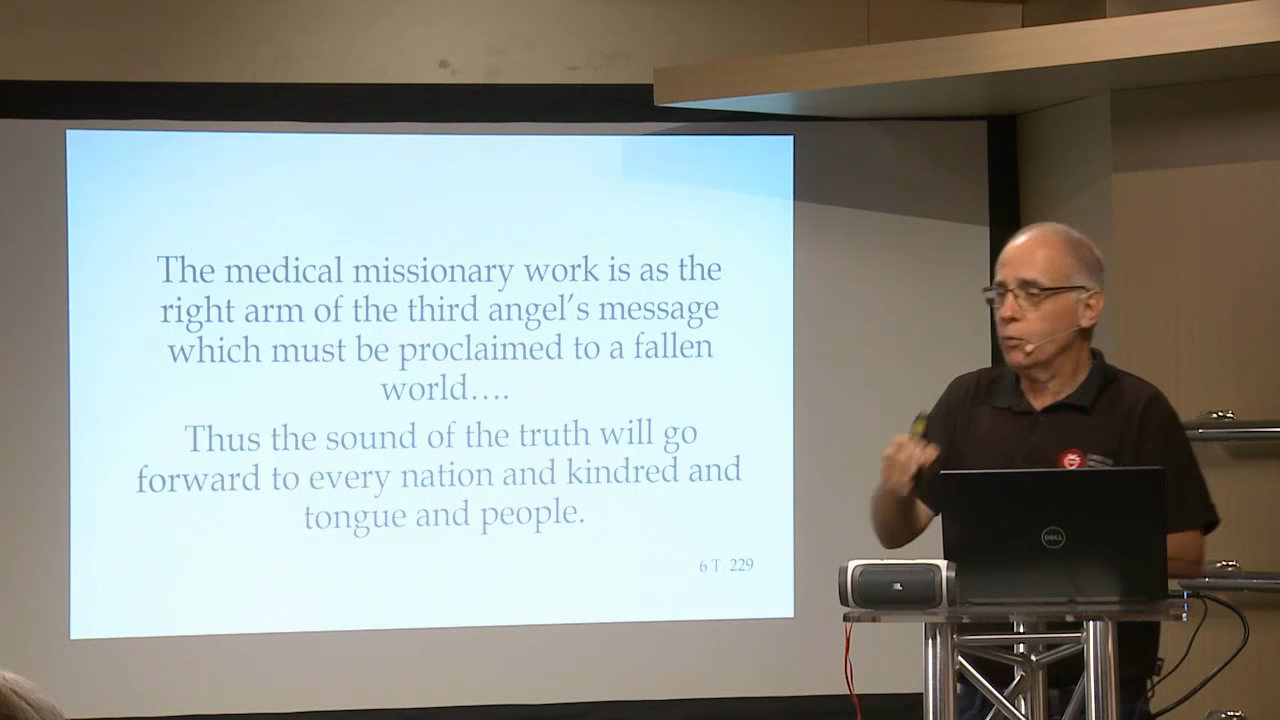 The medical missionary work is as the
right arm of the third angel's message
which must be proclaimed to a fallen
world....
Thus the sound of the truth will go
forward to every nation and kindred and
tongue and people.
6 T 229
DELL
JBL